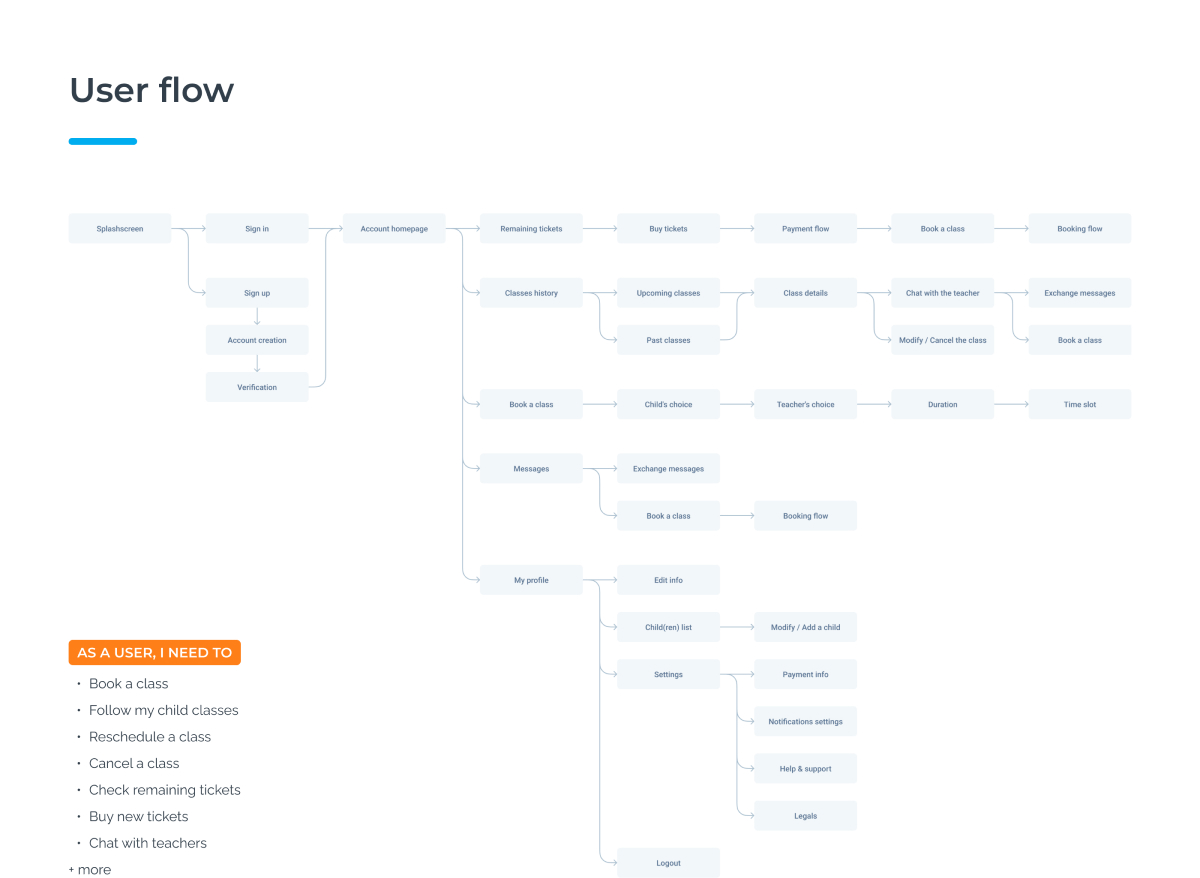 User flow
Splashscreen
Sign in
Account homepage
Remaining tickets
Buy tickets
Payment flow
Book a class
Booking flow
Sign up
Classes history
Upcoming classes
Class details
Chat with the teacher
Exchange messages
Account creation
Past classes
Modify / Cancel the class
Book a class
Verification
Book a class
Child's choice
Teacher's choice
Duration
Time slot
Messages
Exchange messages
Book a class
Booking flow
My profile
Edit info
Child(ren) list
Modify / Add a child
Settings
Payment info
Notifications settings
Help & support
Legals
Logout
AS A USER, I NEED TO
• Book a class
• Follow my child classes
• Reschedule a class
• Cancel a class
• Check remaining tickets
• Buy new tickets
• Chat with teachers
+ more